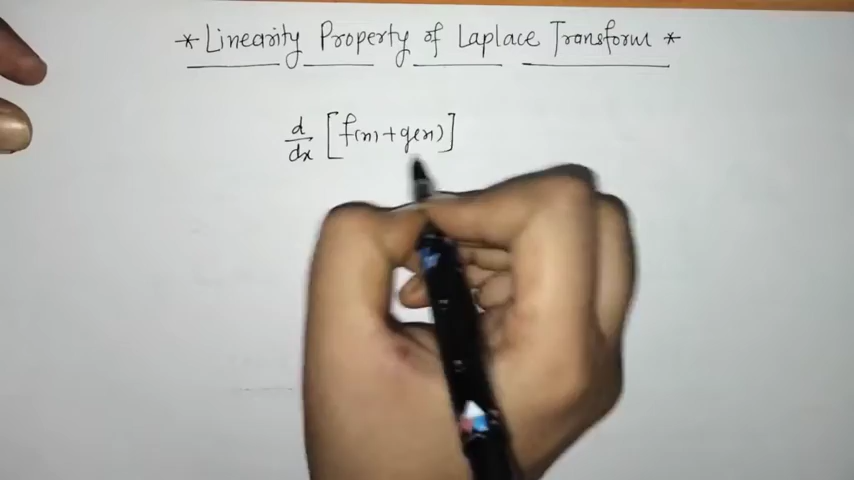 * Linearity Property of Laplace Transform *
d/dx [f(x) + g(x)]